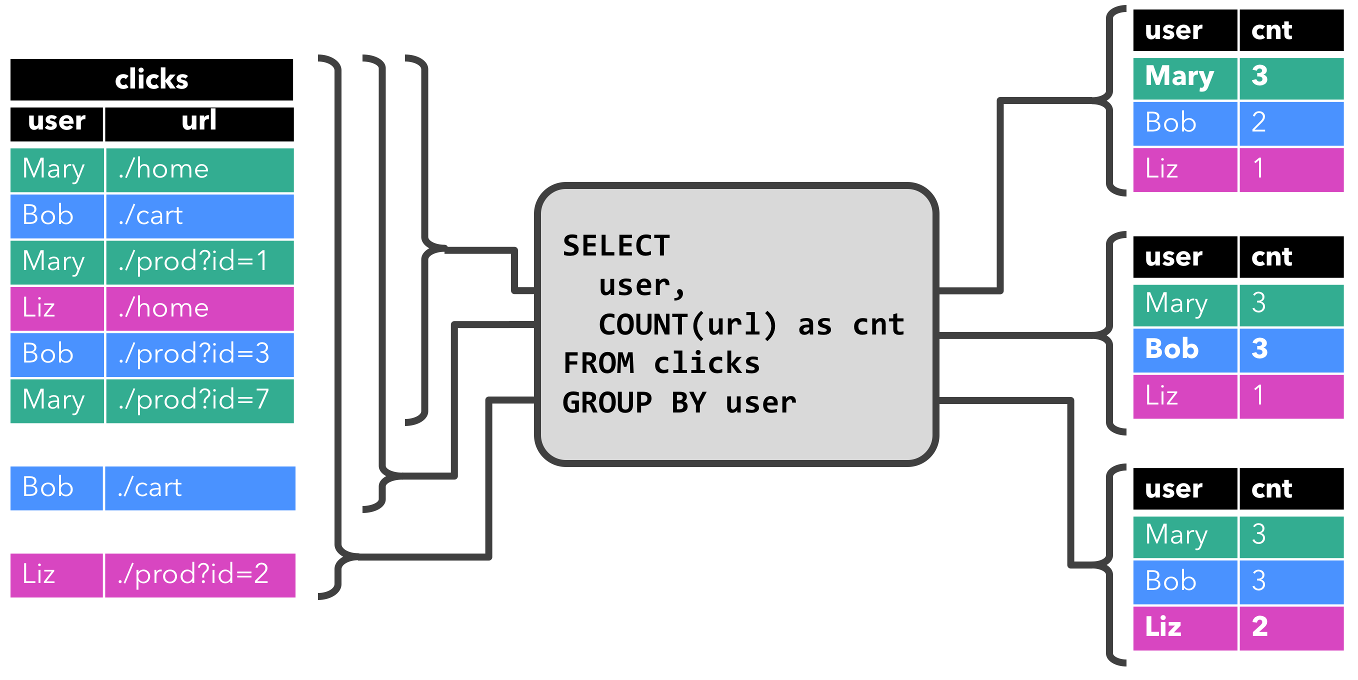 clicks
user url
Mary ./home
Bob ./cart
Mary ./prod?id=1
Liz ./home
Bob ./prod?id=3
Mary ./prod?id=7
Bob ./cart
Liz ./prod?id=2
SELECT
user,
COUNT(url) as cnt
FROM clicks
GROUP BY user
user cnt
Mary 3
Bob 2
Liz 1
user cnt
Mary 3
Bob 3
Liz 1
user cnt
Mary 3
Bob 3
Liz 2